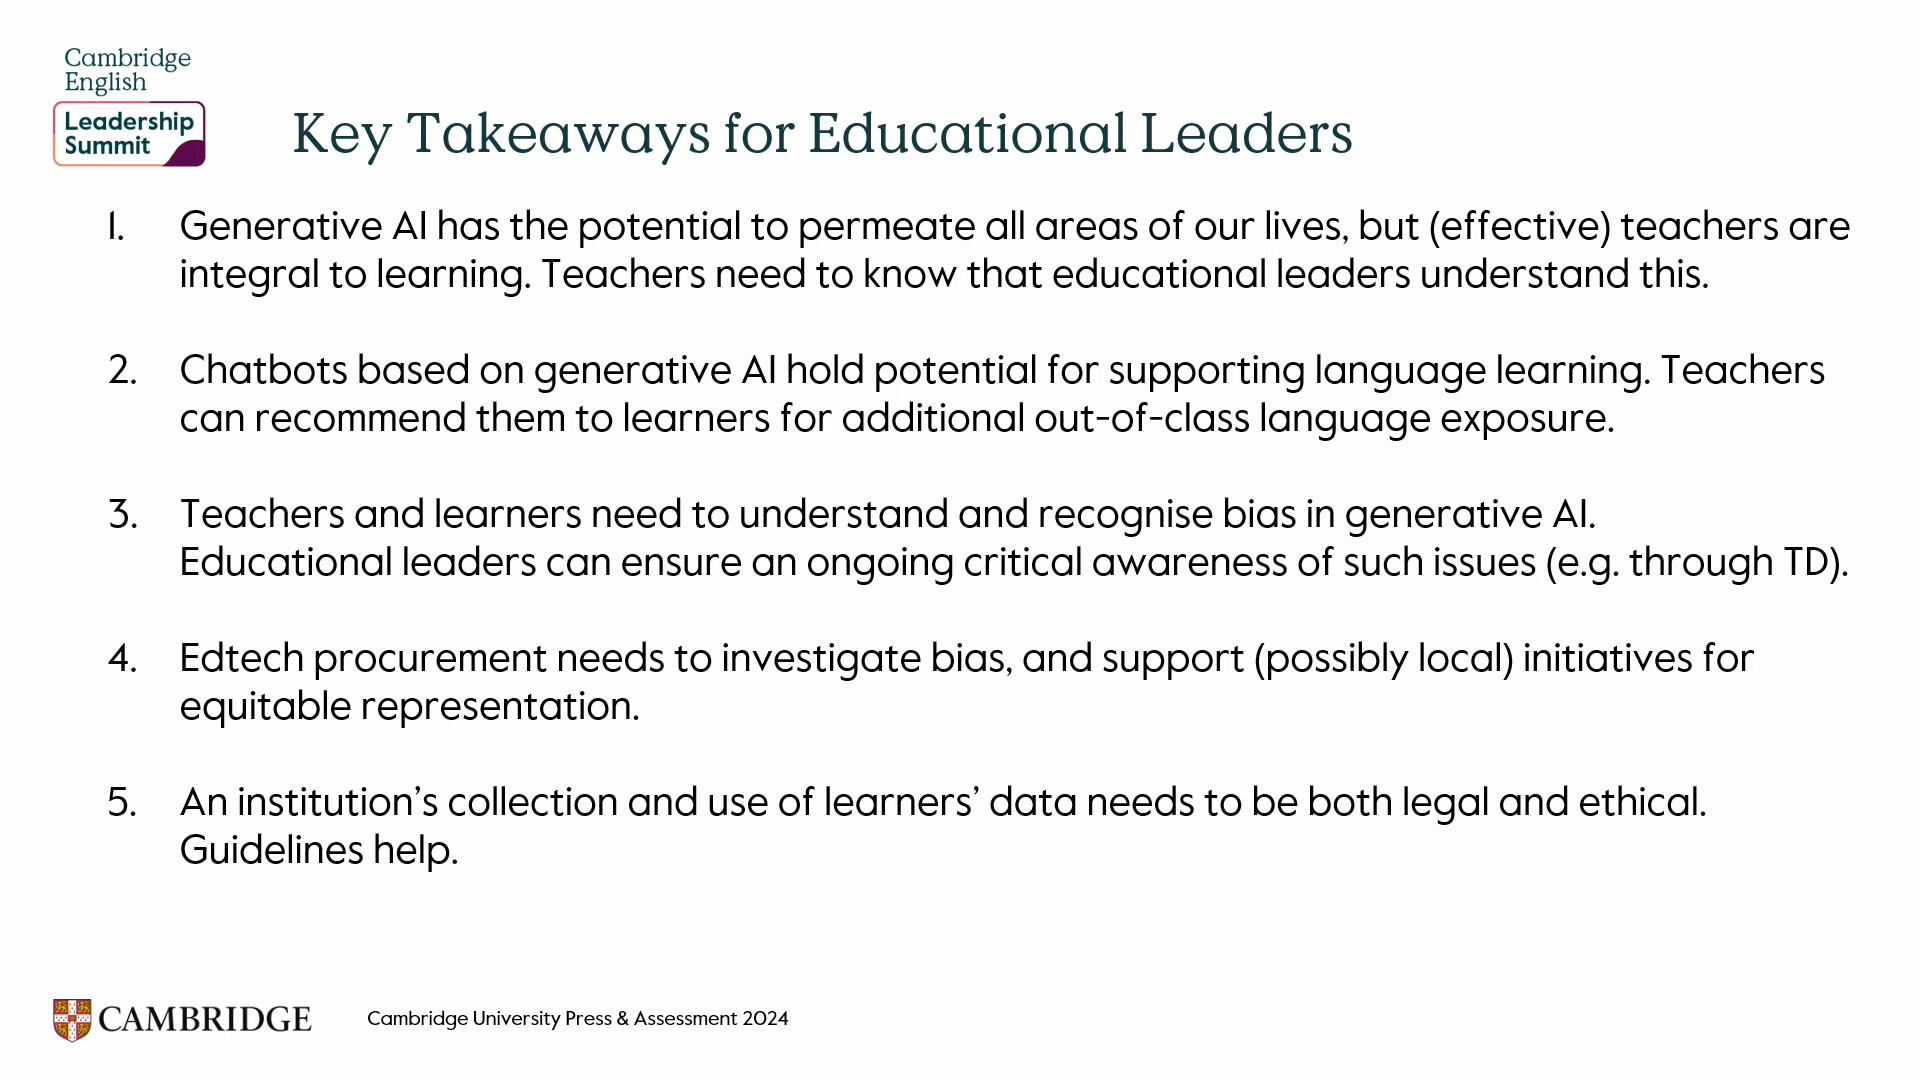 Cambridge
English
Leadership
Summit
Key Takeaways for Educational Leaders
1. Generative AI has the potential to permeate all areas of our lives, but (effective) teachers are
integral to learning. Teachers need to know that educational leaders understand this.
2. Chatbots based on generative AI hold potential for supporting language learning. Teachers
can recommend them to learners for additional out-of-class language exposure.
3. Teachers and learners need to understand and recognise bias in generative AI.
Educational leaders can ensure an ongoing critical awareness of such issues (e.g. through TD).
4. Edtech procurement needs to investigate bias, and support (possibly local) initiatives for
equitable representation.
5. An institution’s collection and use of learners’ data needs to be both legal and ethical.
Guidelines help.
CAMBRIDGE
Cambridge University Press & Assessment 2024